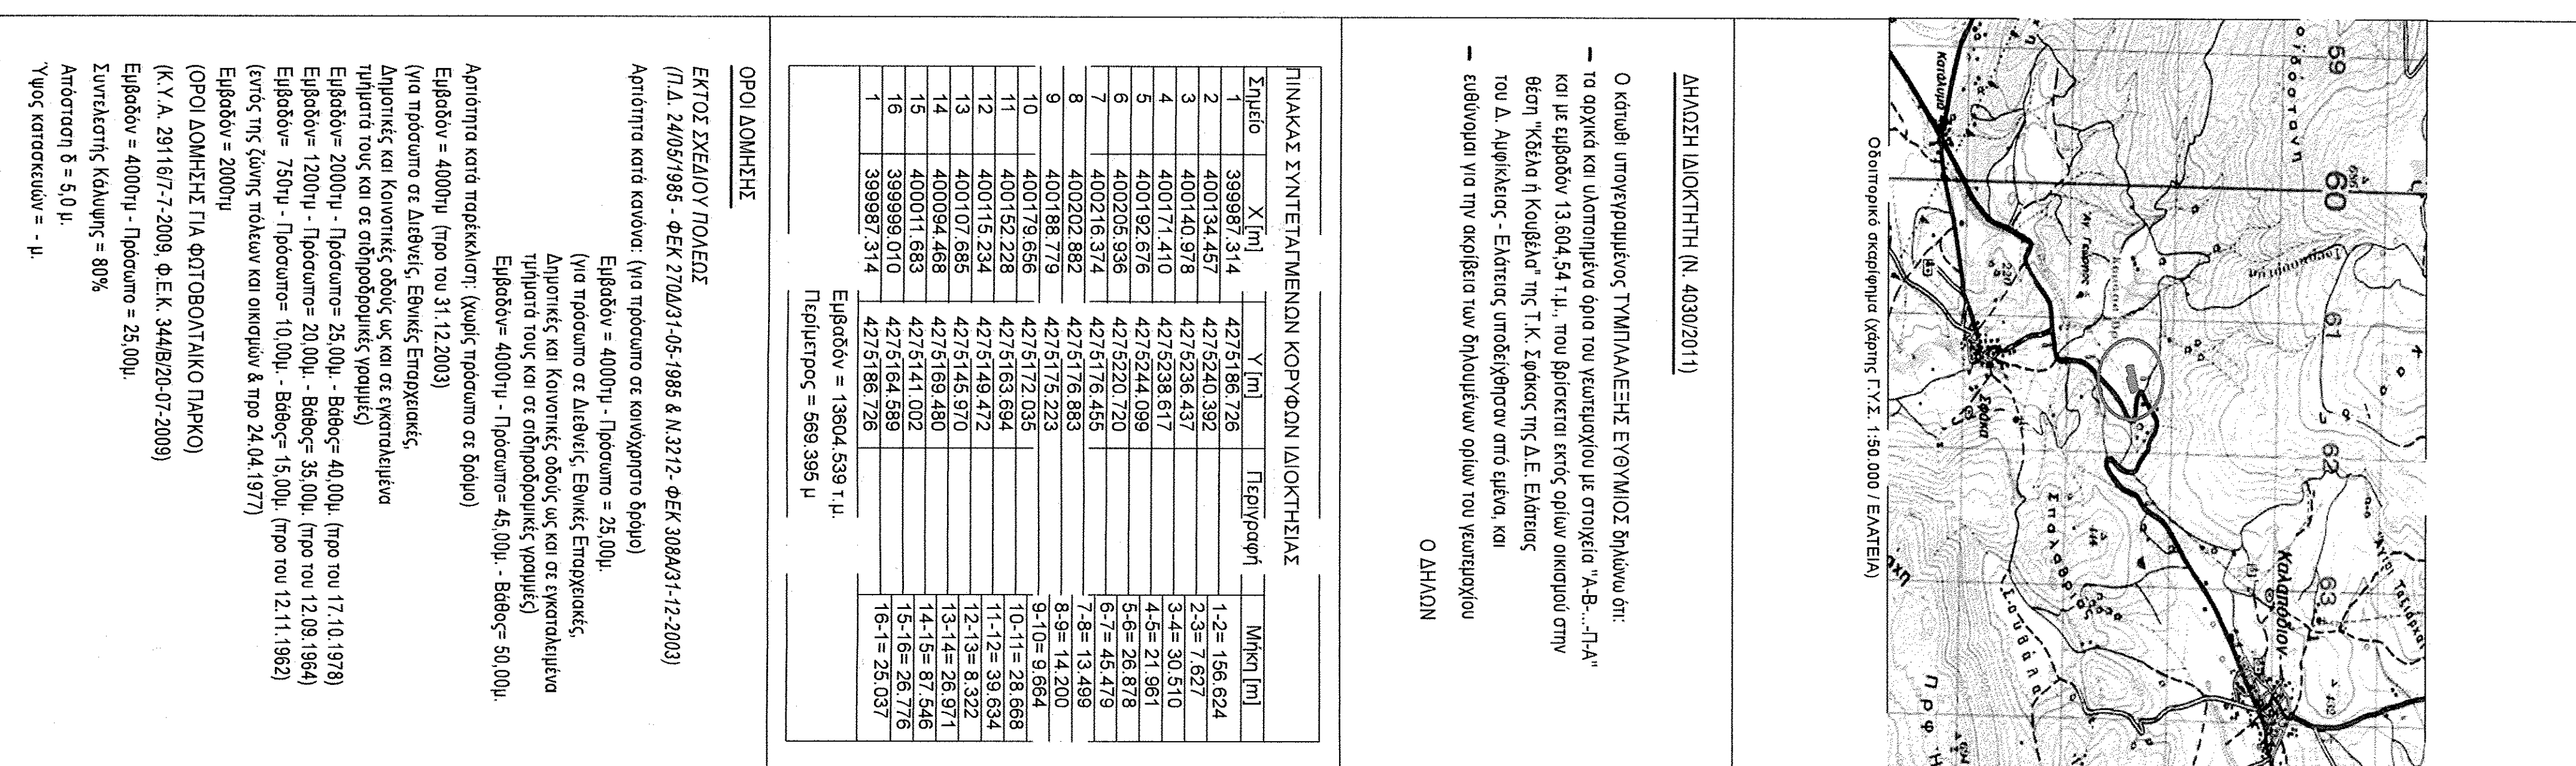 59
60
61
62
63
Κατάλυμα
Άγ. Γεώργιος
220
Σφάκα
Σπαλαθριάς
444
Καλαπόδιον
432
Οδοιπορικό σκαρίφημα (χάρτης Γ.Υ.Σ. 1:50.000 / ΕΛΑΤΕΙΑ)
ΔΗΛΩΣΗ ΙΔΙΟΚΤΗΤΗ (Ν. 4030/2011)
Ο κάτωθι υπογεγραμμένος ΤΥΜΠΛΑΛΕΞΗΣ ΕΥΘΥΜΙΟΣ δηλώνω ότι:
– τα αρχικά και υλοποιημένα όρια του γεωτεμαχίου με στοιχεία "Α-Β-...-Π-Α"
και με εμβαδόν 13.604,54 τ.μ., που βρίσκεται εκτός ορίων οικισμού στην
θέση "Κδέλα ή Κουβέλα" της Τ.Κ. Σφάκας της Δ.Ε. Ελάτειας
του Δ. Αμφίκλειας - Ελάτειας υποδείχθησαν από εμένα, και
– ευθύνομαι για την ακρίβεια των δηλουμένων ορίων του γεωτεμαχίου
Ο ΔΗΛΩΝ
ΠΙΝΑΚΑΣ ΣΥΝΤΕΤΑΓΜΕΝΩΝ ΚΟΡΥΦΩΝ ΙΔΙΟΚΤΗΣΙΑΣ
Σημείο Χ [m] Υ [m] Περιγραφή Μήκη [m]
1 399987.314 4275186.726 1-2= 156.624
2 400134.457 4275240.392 2-3= 7.627
3 400140.978 4275236.437 3-4= 30.510
4 400171.410 4275238.617 4-5= 21.961
5 400192.676 4275244.099 5-6= 26.878
6 400205.936 4275220.720 6-7= 45.479
7 400216.374 4275176.455 7-8= 13.499
8 400202.882 4275176.883 8-9= 14.200
9 400188.779 4275175.223 9-10= 9.664
10 400179.656 4275172.035 10-11= 28.668
11 400152.228 4275163.694 11-12= 39.634
12 400115.234 4275149.472 12-13= 8.322
13 400107.685 4275145.970 13-14= 26.971
14 400094.468 4275169.480 14-15= 87.546
15 400011.683 4275141.002 15-16= 26.776
16 399999.010 4275164.589 16-1= 25.037
1 399987.314 4275186.726
Εμβαδόν = 13604.539 τ.μ.
Περίμετρος = 569.395 μ
ΟΡΟΙ ΔΟΜΗΣΗΣ
ΕΚΤΟΣ ΣΧΕΔΙΟΥ ΠΟΛΕΩΣ
(Π.Δ. 24/05/1985 - ΦΕΚ 270Δ/31-05-1985 & Ν.3212 - ΦΕΚ 308Α/31-12-2003)
Αρτιότητα κατά κανόνα: (για πρόσωπο σε κοινόχρηστο δρόμο)
Εμβαδόν = 4000τμ - Πρόσωπο = 25,00μ.
(για πρόσωπο σε Διεθνείς, Εθνικές Επαρχειακές,
Δημοτικές και Κοινοτικές οδούς ως και σε εγκαταλειμένα
τμήματά τους και σε σιδηροδρομικές γραμμές)
Εμβαδόν= 4000τμ - Πρόσωπο= 45,00μ. - Βάθος= 50,00μ.
Αρτιότητα κατά παρέκκλιση: (χωρίς πρόσωπο σε δρόμο)
Εμβαδόν = 4000τμ (προ του 31.12.2003)
(για πρόσωπο σε Διεθνείς, Εθνικές Επαρχειακές,
Δημοτικές και Κοινοτικές οδούς ως και σε εγκαταλειμένα
τμήματά τους και σε σιδηροδρομικές γραμμές)
Εμβαδόν= 2000τμ - Πρόσωπο= 25,00μ. - Βάθος= 40,00μ. (προ του 17.10.1978)
Εμβαδόν= 1200τμ - Πρόσωπο= 20,00μ. - Βάθος= 35,00μ. (προ του 12.09.1964)
Εμβαδόν= 750τμ - Πρόσωπο= 10,00μ. - Βάθος= 15,00μ. (προ του 12.11.1962)
(εντός της ζώνης πόλεων και οικισμών & προ 24.04.1977)
Εμβαδόν = 2000τμ
(ΟΡΟΙ ΔΟΜΗΣΗΣ ΓΙΑ ΦΩΤΟΒΟΛΤΑΙΚΟ ΠΑΡΚΟ)
(Κ.Υ.Α. 29116/7-7-2009, Φ.Ε.Κ. 344/Β/20-07-2009)
Εμβαδόν = 4000τμ - Πρόσωπο = 25,00μ.
Συντελεστής Κάλυψης = 80%
Απόσταση δ = 5,0 μ.
Ύψος κατασκευών = - μ.